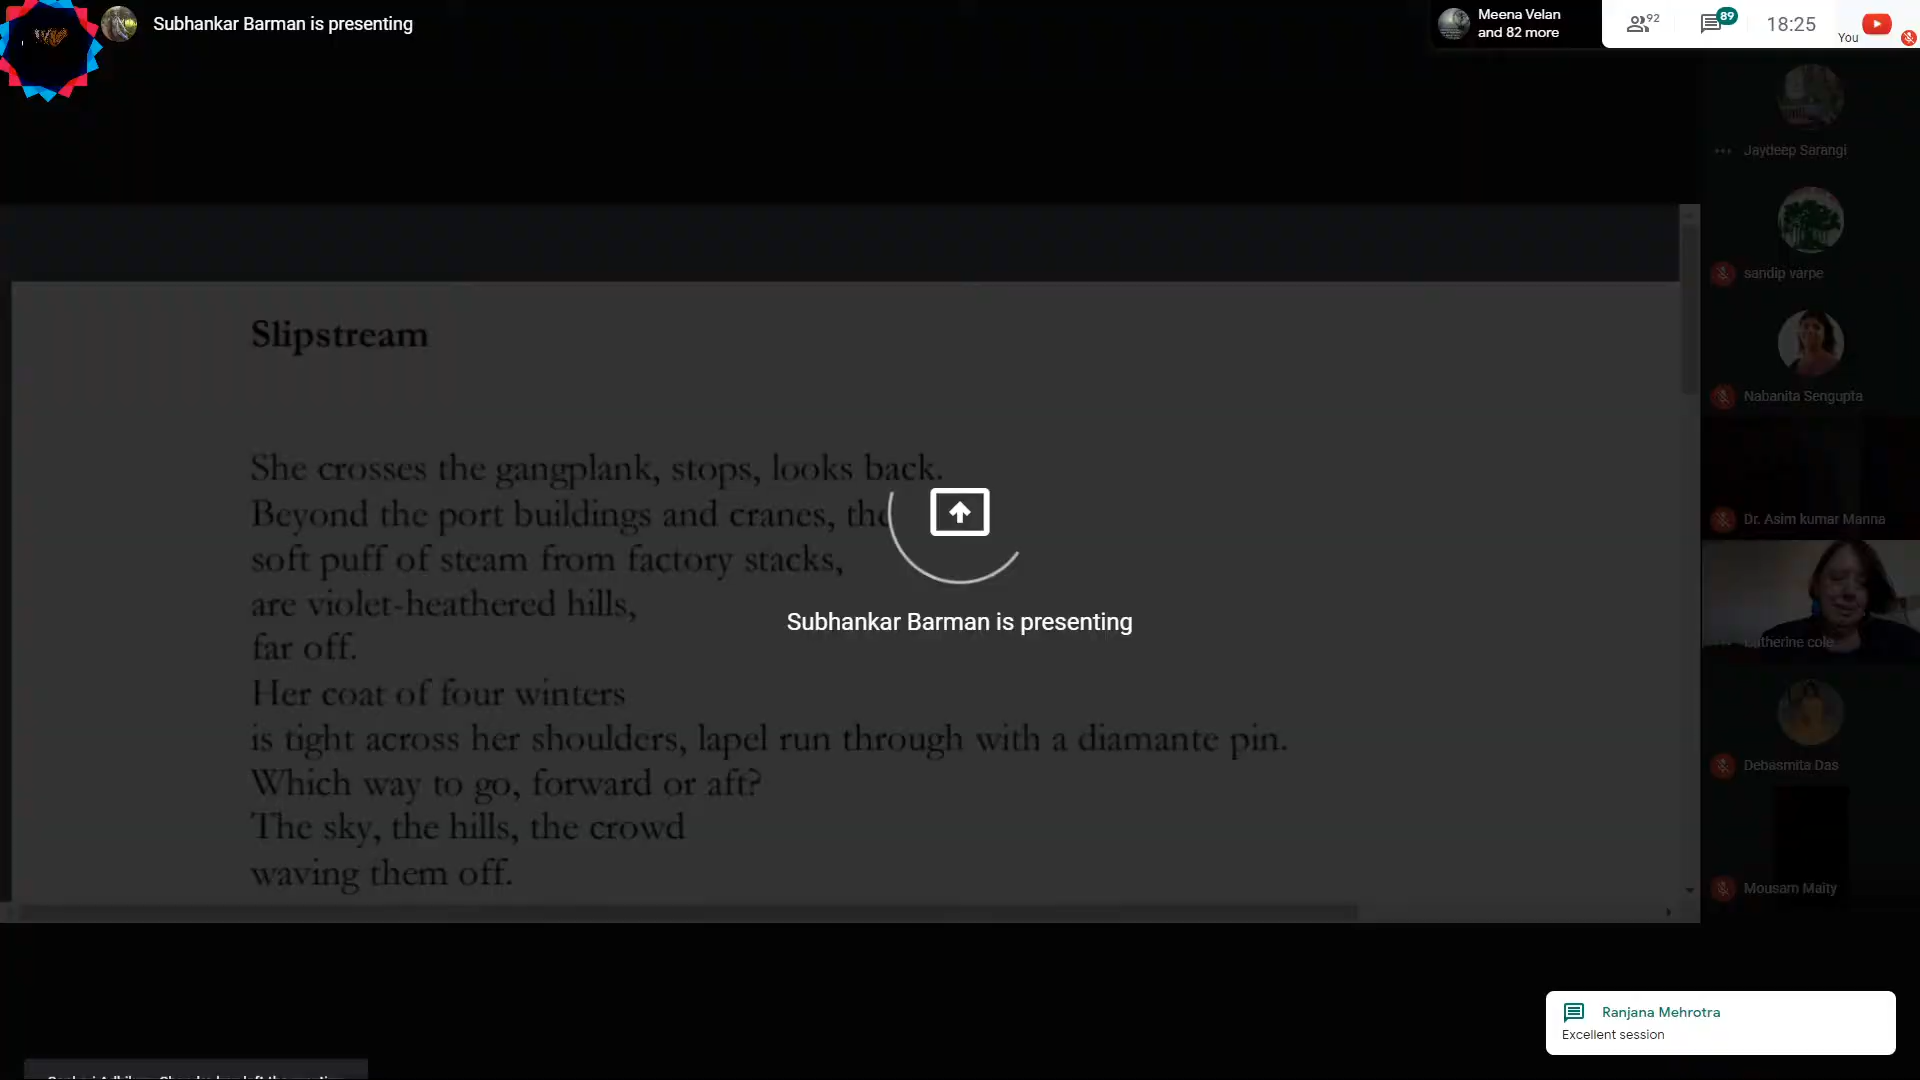 Subhankar Barman is presenting
Meena Velan
and 82 more
92
89
18:25
You
Jaydeep Sarangi
sandip varpe
Nabanita Sengupta
Dr. Asim kumar Manna
catherine cole
Debasmita Das
Mousam Maity
Slipstream
She crosses the gangplank, stops, looks back.
Beyond the port buildings and cranes, the
soft puff of steam from factory stacks,
are violet-heathered hills,
far off.
Her coat of four winters
is tight across her shoulders, lapel run through with a diamante pin.
Which way to go, forward or aft?
The sky, the hills, the crowd
waving them off.
Subhankar Barman is presenting
Ranjana Mehrotra
Excellent session